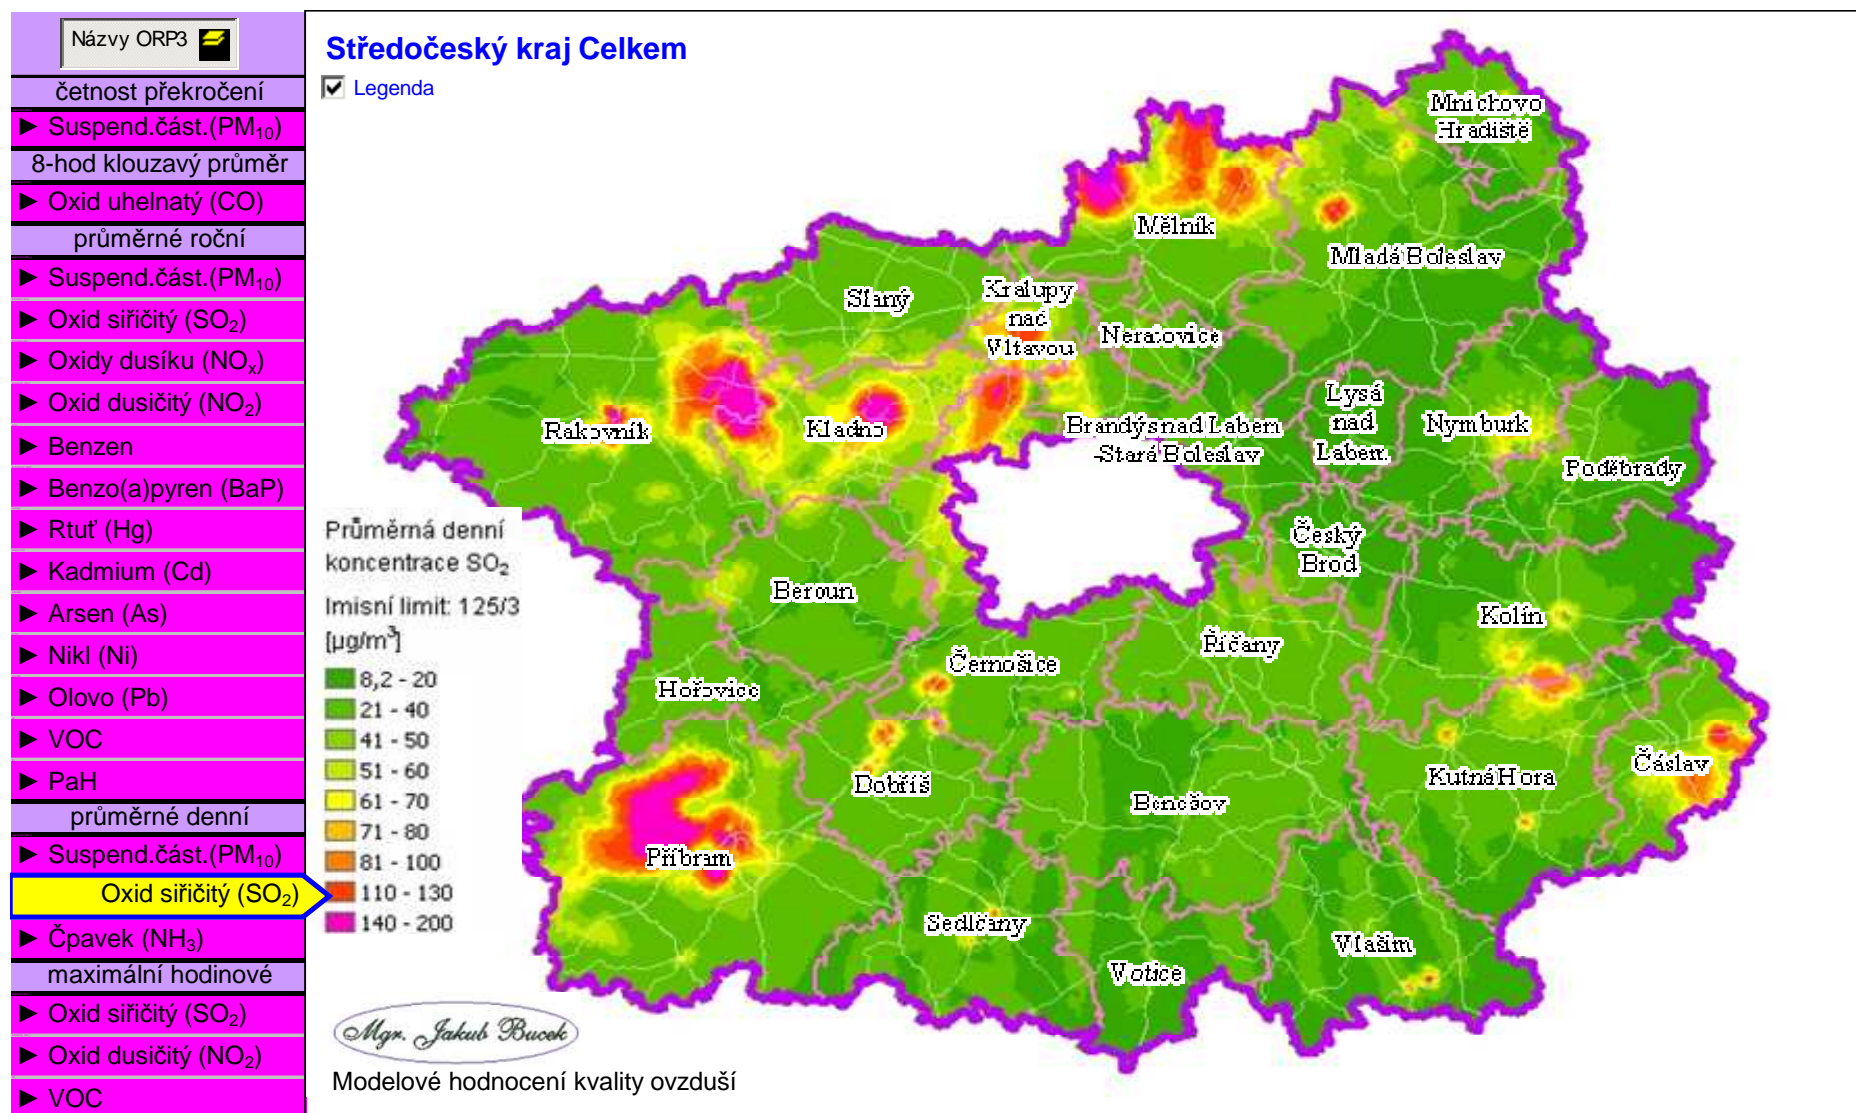 Názvy ORP3
četnost překročení
► Suspend.část.(PM₁₀)
8-hod klouzavý průměr
► Oxid uhelnatý (CO)
průměrné roční
► Suspend.část.(PM₁₀)
► Oxid siřičitý (SO₂)
► Oxidy dusíku (NOₓ)
► Oxid dusičitý (NO₂)
► Benzen
► Benzo(a)pyren (BaP)
► Rtuť (Hg)
► Kadmium (Cd)
► Arsen (As)
► Nikl (Ni)
► Olovo (Pb)
► VOC
► PaH
průměrné denní
► Suspend.část.(PM₁₀)
Oxid siřičitý (SO₂)
► Čpavek (NH₃)
maximální hodinové
► Oxid siřičitý (SO₂)
► Oxid dusičitý (NO₂)
► VOC
Středočeský kraj Celkem
Legenda
Mnichovo
Hradiště
Mělník
Mladá Boleslav
Slaný
Kralupy
nad
Vltavou
Neratovice
Rakovník
Kladno
Brandýs nad Labem
-Stará Boleslav
Lysá
nad
Labem
Nymburk
Poděbrady
Český
Brod
Beroun
Kolín
Říčany
Černošice
Hořovice
Dobříš
Benešov
Kutná Hora
Čáslav
Příbram
Sedlčany
Votice
Vlašim
Průměrná denní
koncentrace SO₂
Imisní limit: 125/3
[µg/m³]
8,2 - 20
21 - 40
41 - 50
51 - 60
61 - 70
71 - 80
81 - 100
110 - 130
140 - 200
Mgr. Jakub Bucek
Modelové hodnocení kvality ovzduší